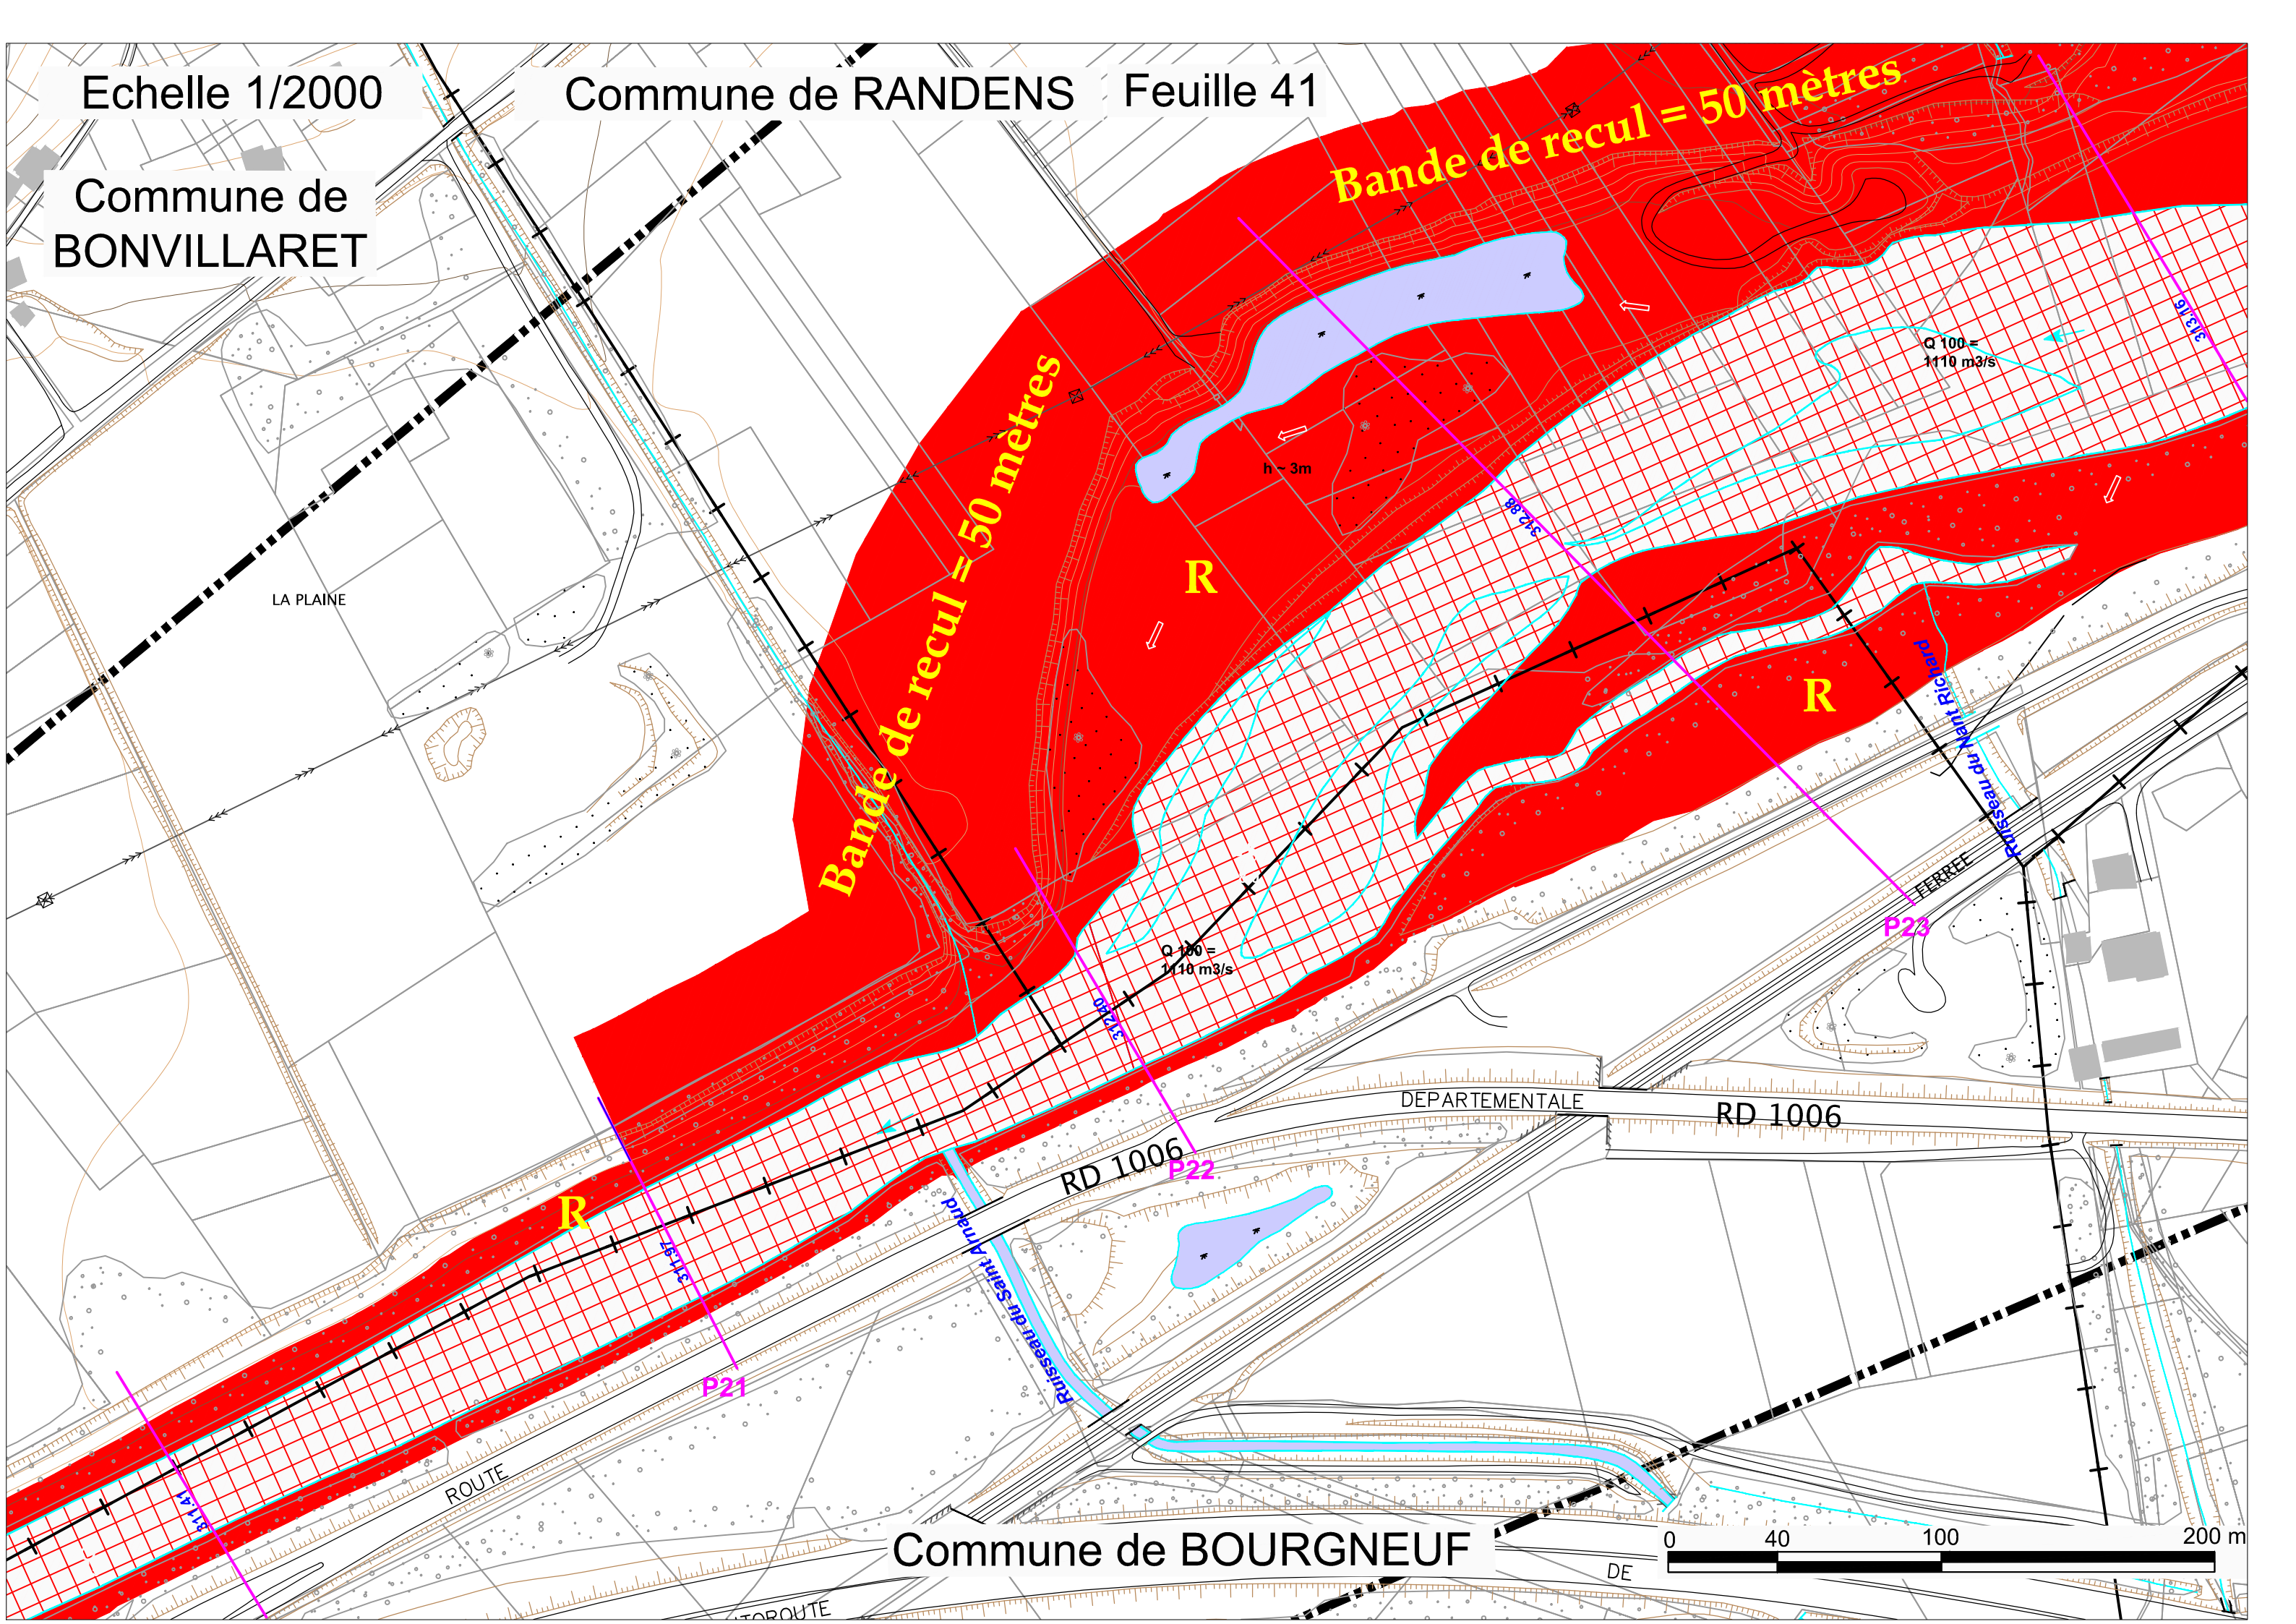 Echelle 1/2000
Commune de RANDENS
Feuille 41
Commune de
BONVILLARET
Bande de recul = 50 mètres
Bande de recul = 50 mètres
313.16
Q 100 =
1110 m3/s
h ~ 3m
312.88
R
LA PLAINE
R
Ruisseau du Nant Richard
FERREE
P23
Q 100 =
1110 m3/s
312.40
DEPARTEMENTALE
RD 1006
RD 1006
P22
R
Ruisseau du Saint Arnaud
311.97
P21
ROUTE
311.41
Commune de BOURGNEUF
0 40 100 200 m
DE
TOROUTE